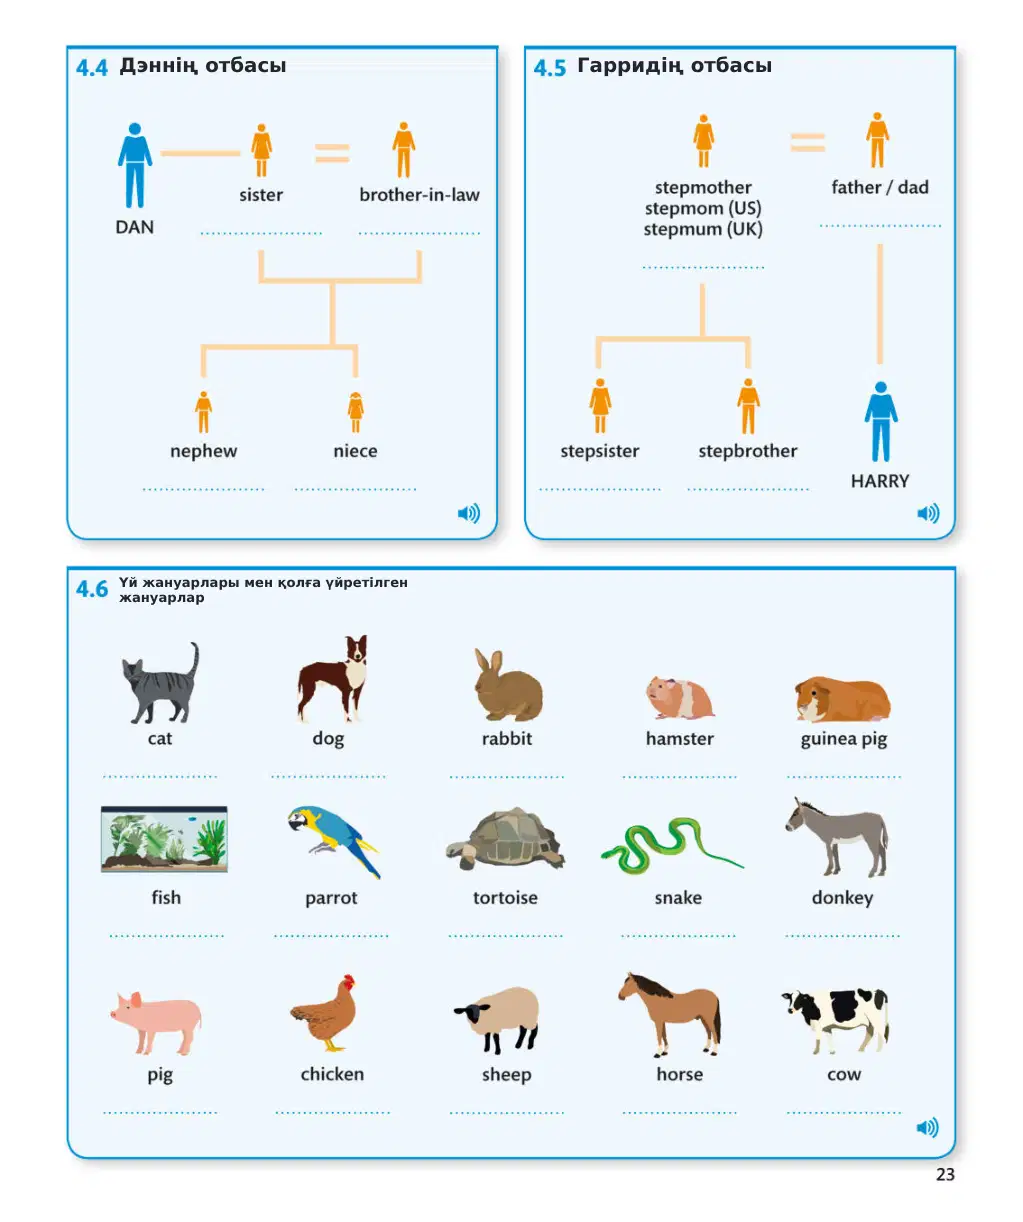 4.4 Дэннің отбасы
sister
brother-in-law
DAN
nephew
niece
4.5 Гарридің отбасы
stepmother
stepmom (US)
stepmum (UK)
father / dad
stepsister
stepbrother
HARRY
4.6 Үй жануарлары мен қолға үйретілген
жануарлар
cat
dog
rabbit
hamster
guinea pig
fish
parrot
tortoise
snake
donkey
pig
chicken
sheep
horse
cow
23